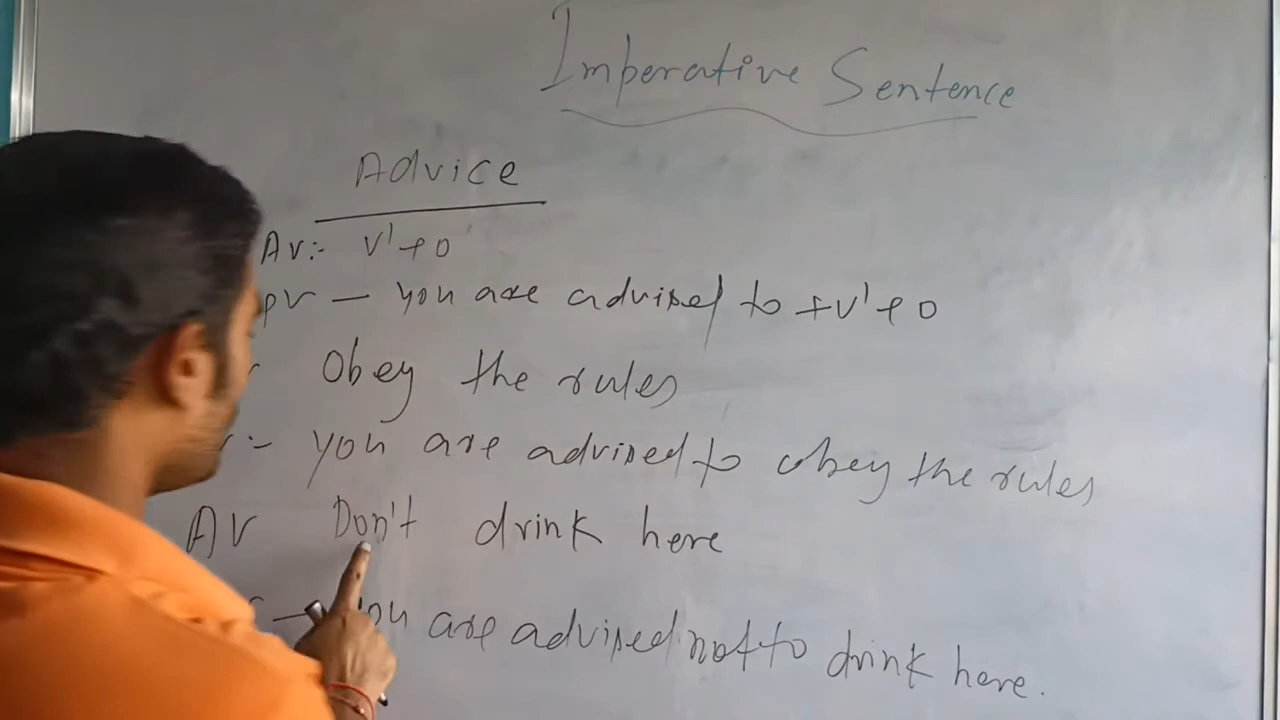 Imperative Sentence
Advice
AV:- V¹+O
PV — you are advised to +V¹+O
Obey the rules
:- you are advised to obey the rules
AV Don't drink here
— you are advised not to drink here.